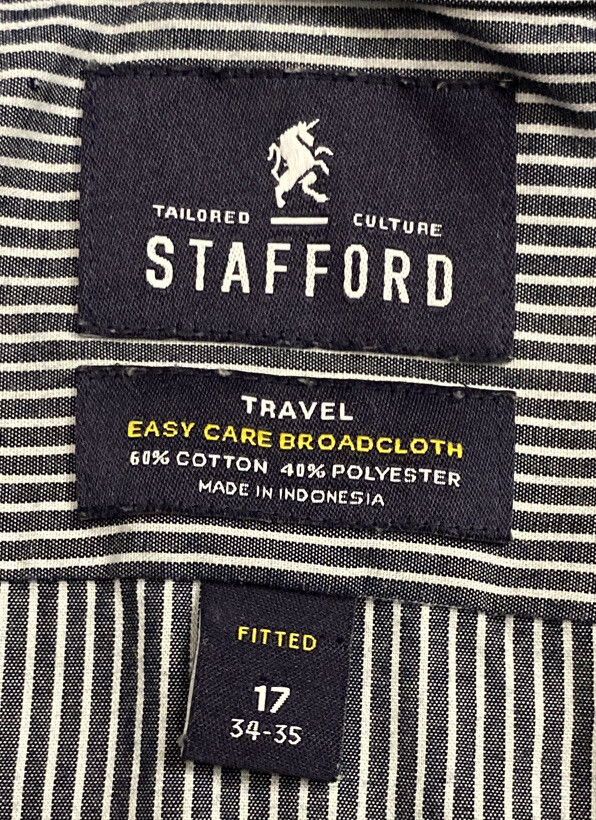 TAILORED CULTURE
STAFFORD
TRAVEL
EASY CARE BROADCLOTH
60% COTTON 40% POLYESTER
MADE IN INDONESIA
FITTED
17
34-35